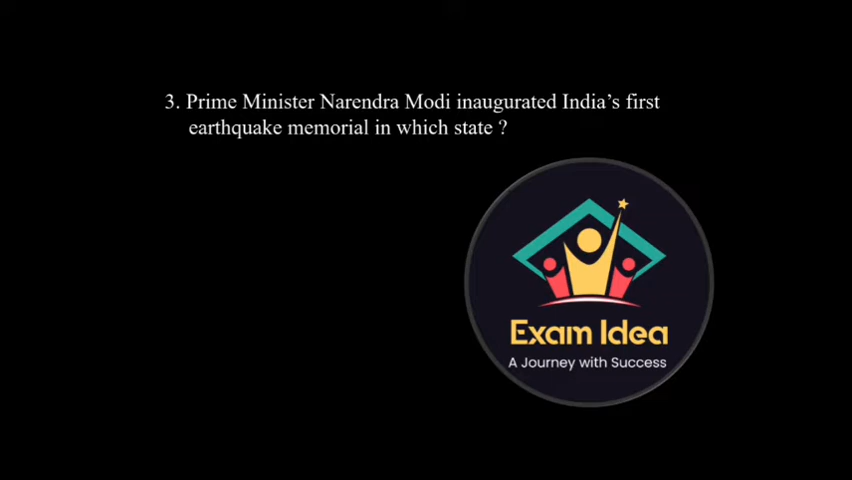 3. Prime Minister Narendra Modi inaugurated India’s first
earthquake memorial in which state ?
Exam Idea
A Journey with Success